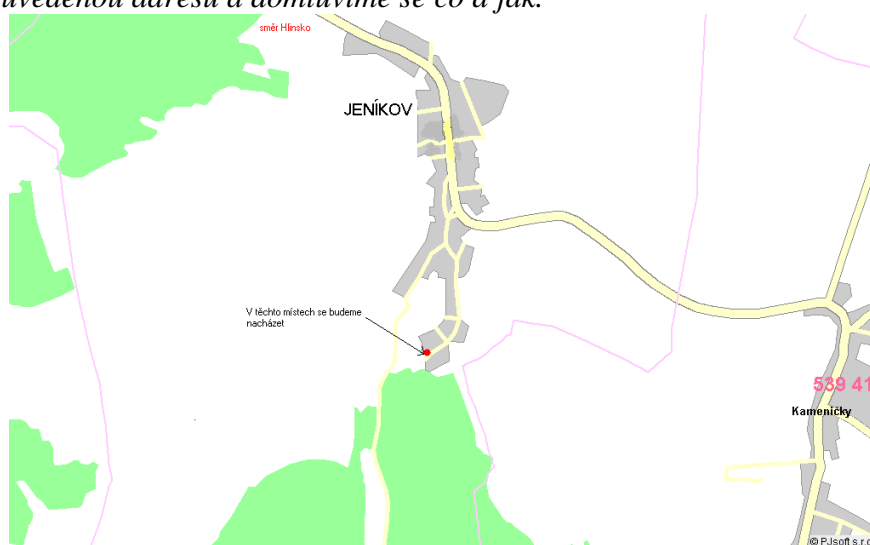 uvedenou adresu a domluvíme se co a jak.
směr Hlinsko
JENÍKOV
V těchto místech se budeme
nacházet
539 41
Kameničky
© PJsoft s.r.o